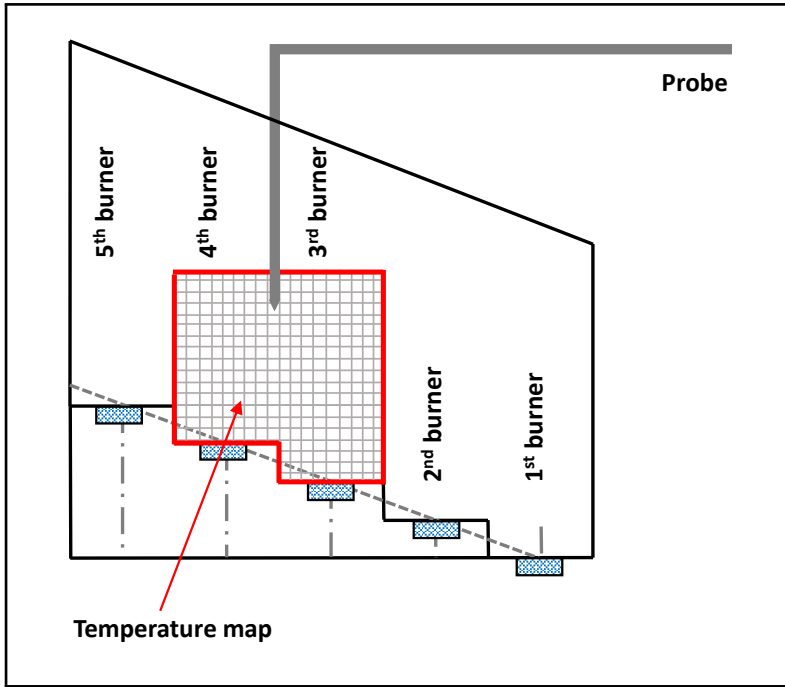 Probe
5th burner
4th burner
3rd burner
2nd burner
1st burner
Temperature map